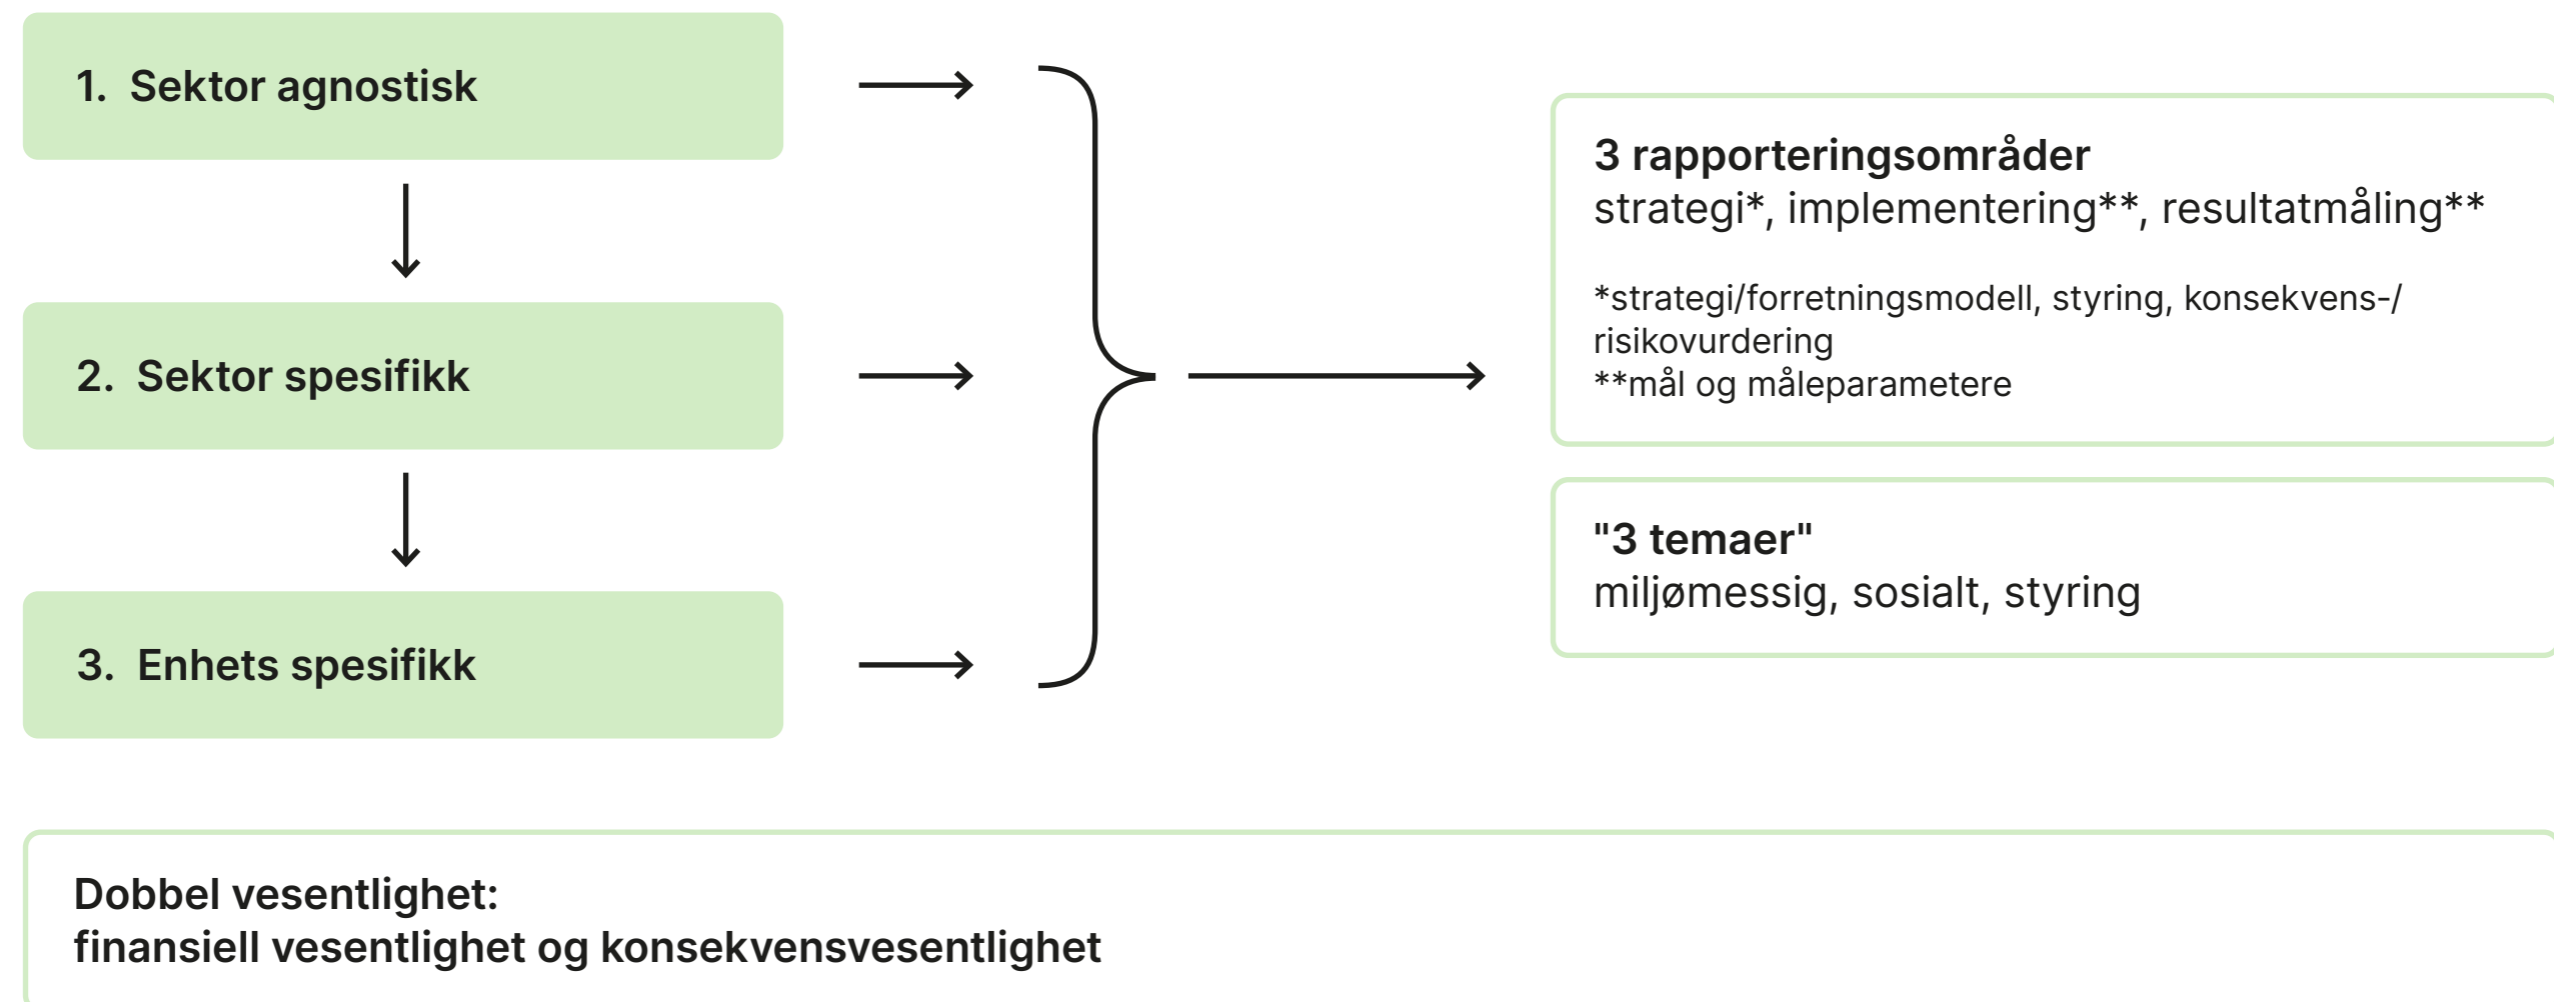 1. Sektor agnostisk
2. Sektor spesifikk
3. Enhets spesifikk
3 rapporteringsområder
strategi*, implementering**, resultatmåling**
*strategi/forretningsmodell, styring, konsekvens-/
risikovurdering
**mål og måleparametere
"3 temaer"
miljømessig, sosialt, styring
Dobbel vesentlighet:
finansiell vesentlighet og konsekvensvesentlighet